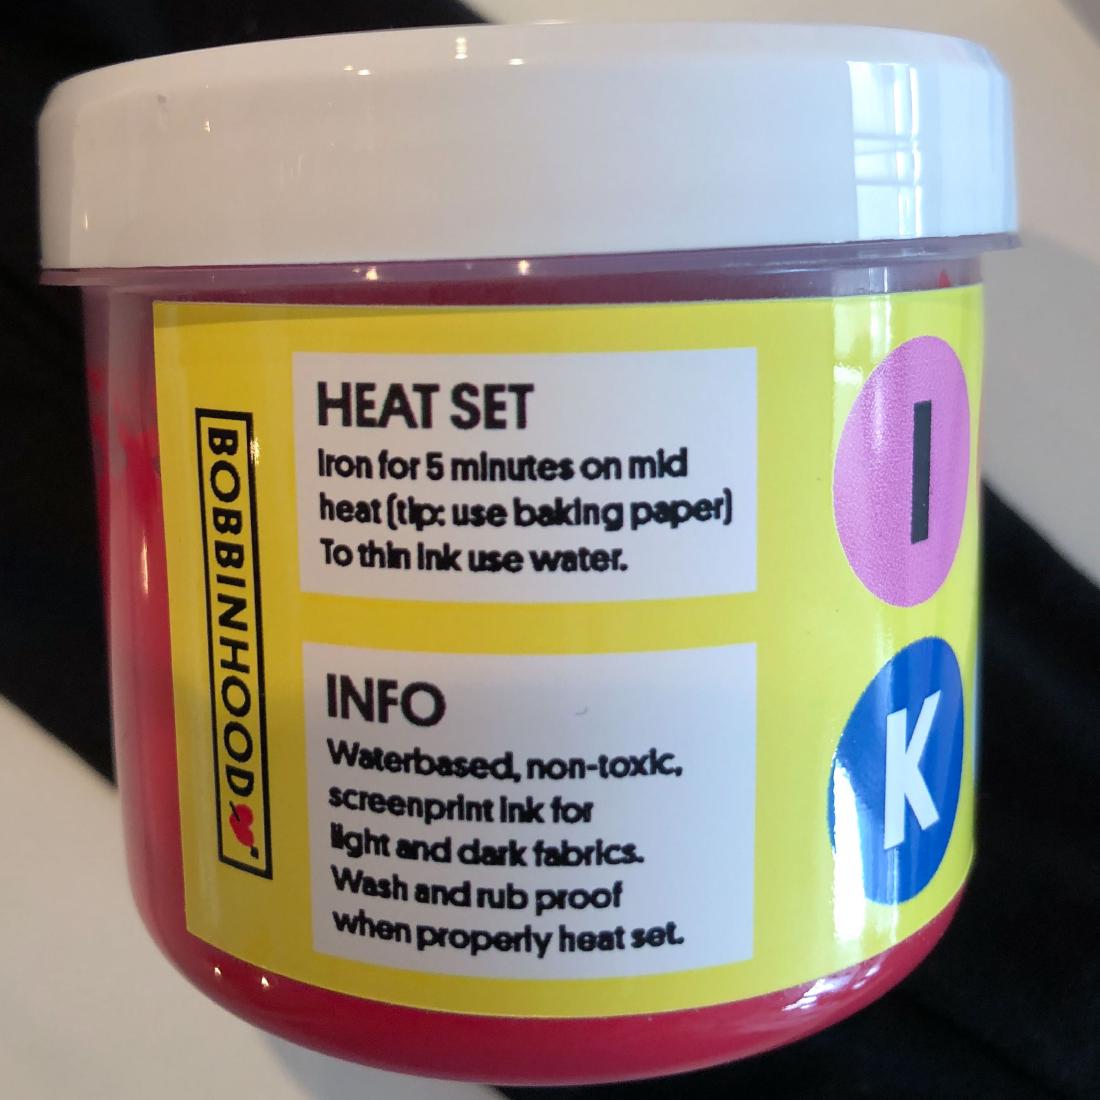 BOBBINHOOD
HEAT SET
Iron for 5 minutes on mid
heat (tip: use baking paper)
To thin ink use water.
INFO
Waterbased, non-toxic,
screenprint ink for
light and dark fabrics.
Wash and rub proof
when properly heat set.
I
K